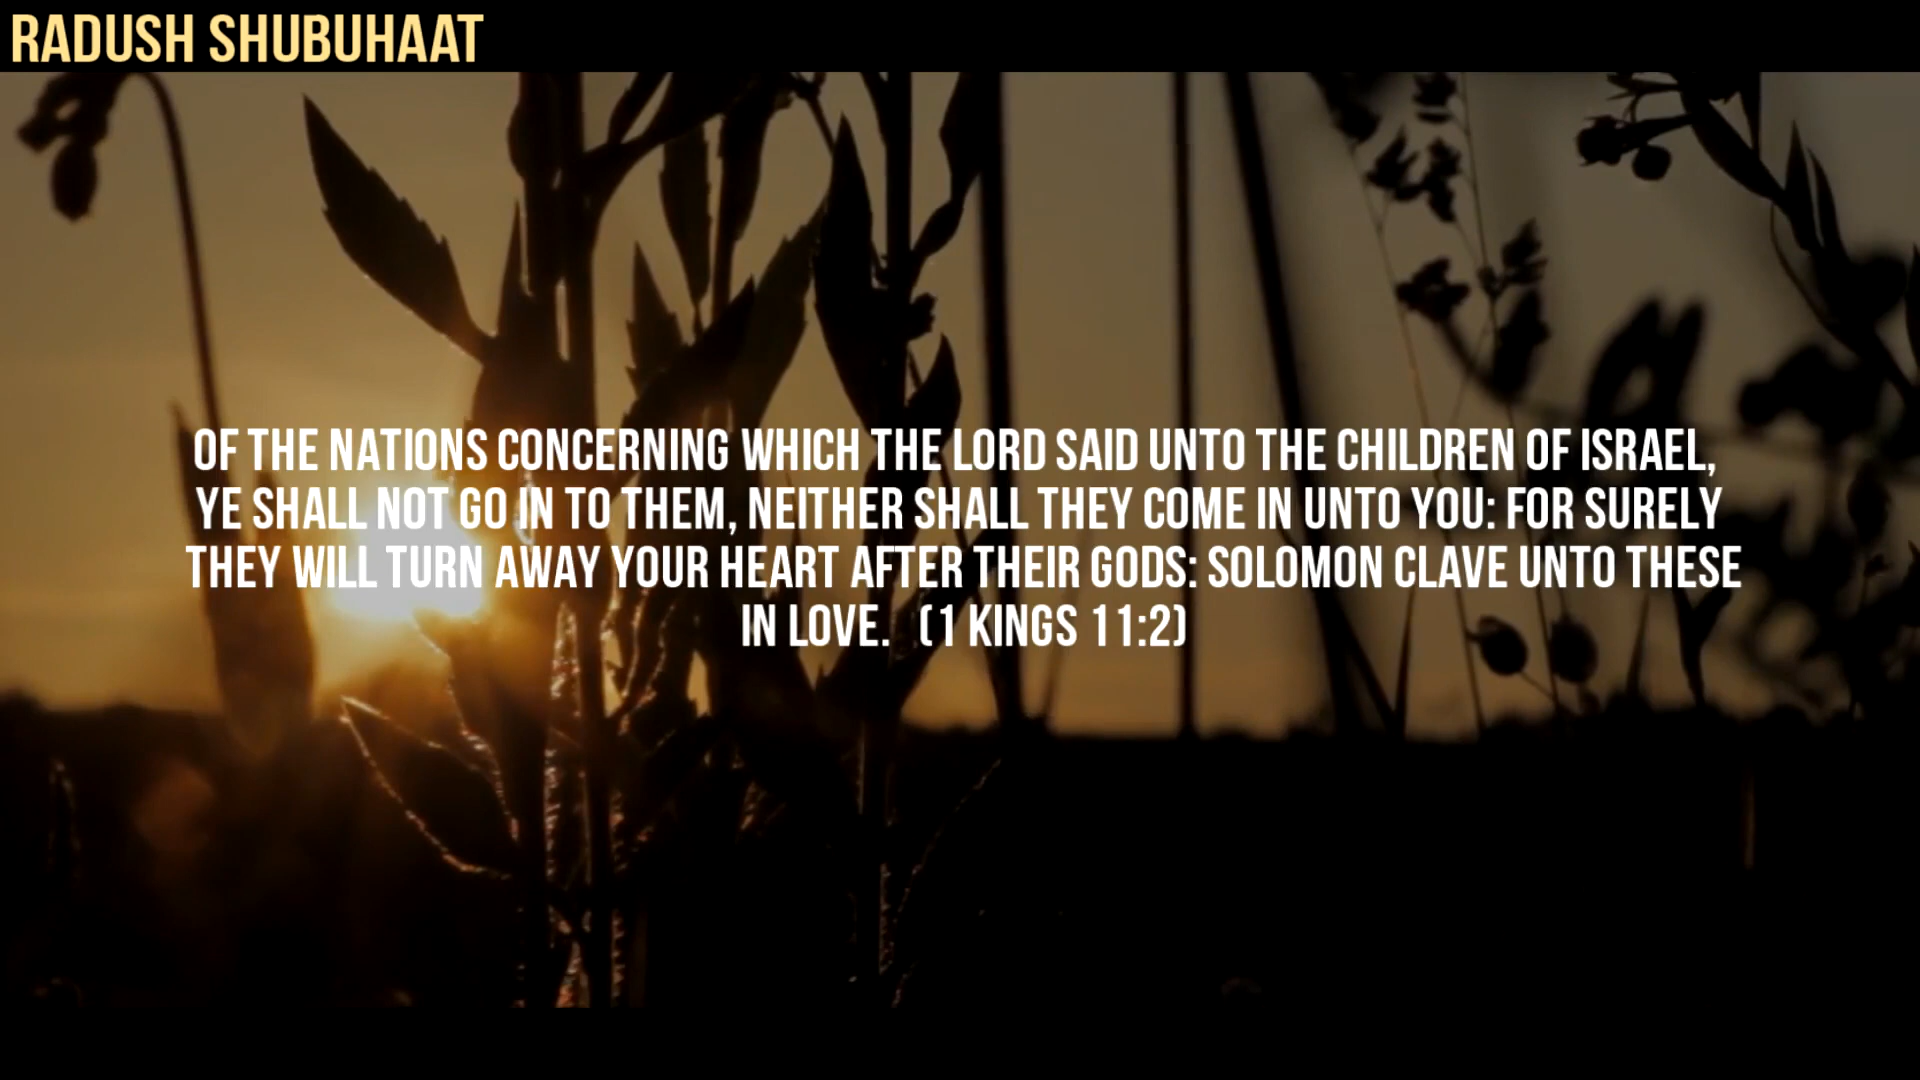 RADUSH SHUBUHAAT
OF THE NATIONS CONCERNING WHICH THE LORD SAID UNTO THE CHILDREN OF ISRAEL,
YE SHALL NOT GO IN TO THEM, NEITHER SHALL THEY COME IN UNTO YOU: FOR SURELY
THEY WILL TURN AWAY YOUR HEART AFTER THEIR GODS: SOLOMON CLAVE UNTO THESE
IN LOVE. (1 KINGS 11:2)